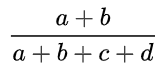 a + b
a + b + c + d